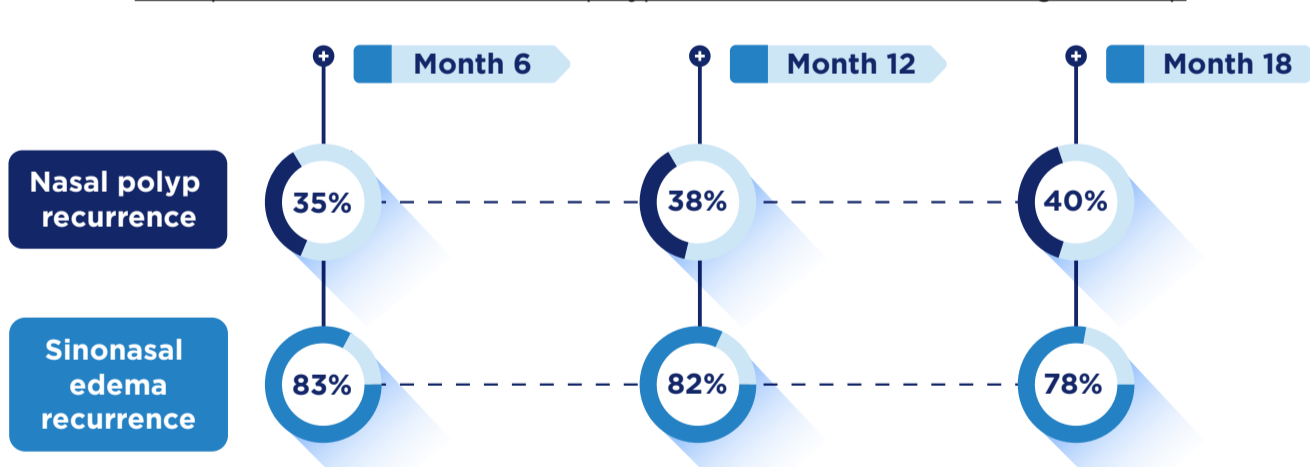 Month 6
Month 12
Month 18
Nasal polyp
recurrence
35%
38%
40%
Sinonasal
edema
recurrence
83%
82%
78%